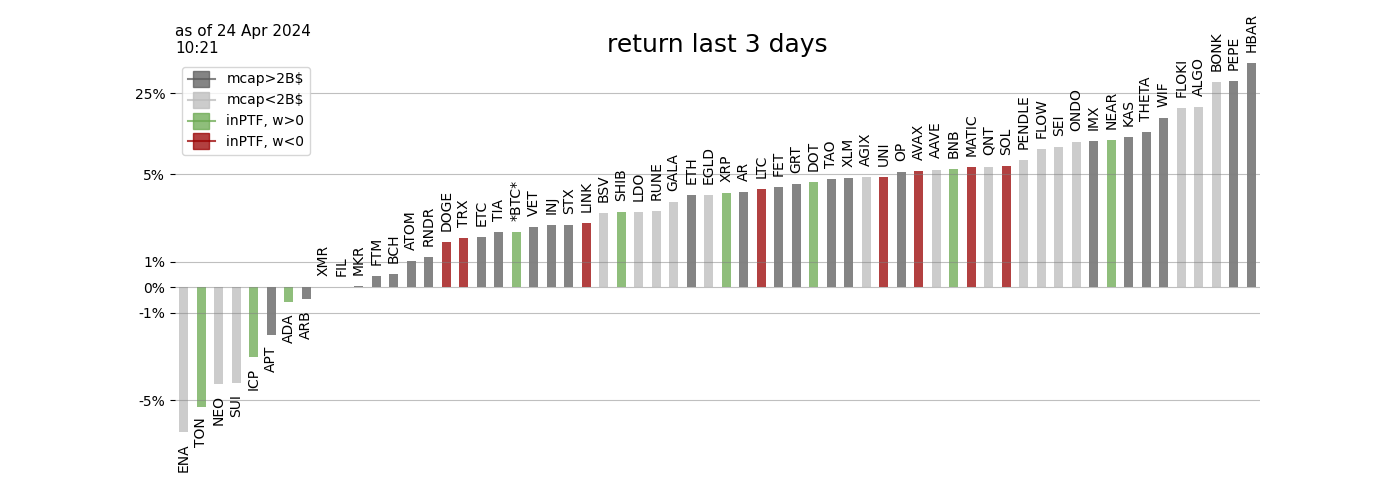 as of 24 Apr 2024
10:21
return last 3 days
mcap>2B$
mcap<2B$
inPTF, w>0
inPTF, w<0
25%
5%
1%
0%
-1%
-5%
ENA
TON
NEO
SUI
ICP
APT
ADA
ARB
XMR
FIL
MKR
FTM
BCH
ATOM
RNDR
DOGE
TRX
ETC
TIA
*BTC*
VET
INJ
STX
LINK
BSV
SHIB
LDO
RUNE
GALA
ETH
EGLD
XRP
AR
LTC
FET
GRT
DOT
TAO
XLM
AGIX
UNI
OP
AVAX
AAVE
BNB
MATIC
QNT
SOL
PENDLE
FLOW
SEI
ONDO
IMX
NEAR
KAS
THETA
WIF
FLOKI
ALGO
BONK
PEPE
HBAR